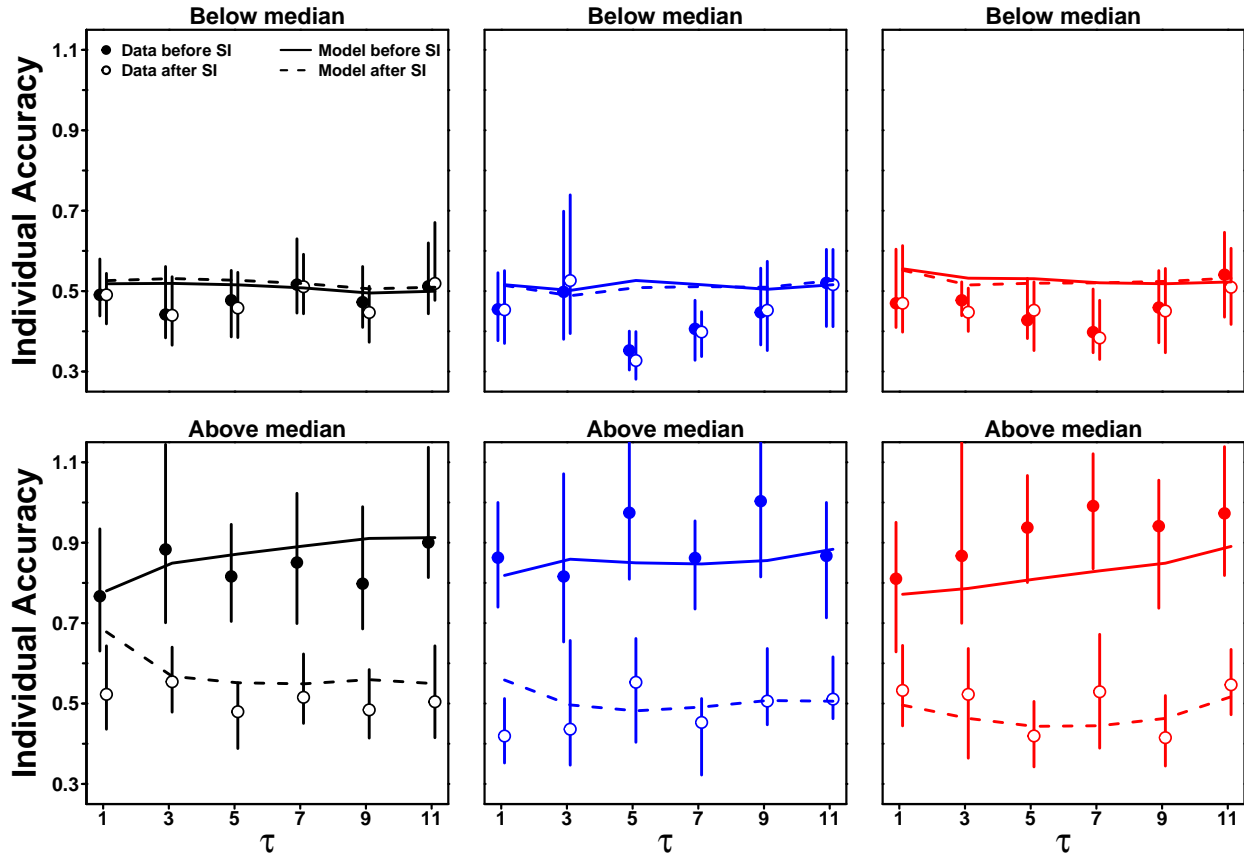 Below median Below median Below median
Data before SI Model before SI
Data after SI Model after SI
Individual Accuracy
1.1
0.9
0.7
0.5
0.3
Above median Above median Above median
Individual Accuracy
1.1
0.9
0.7
0.5
0.3
1 3 5 7 9 11 1 3 5 7 9 11 1 3 5 7 9 11
τ τ τ